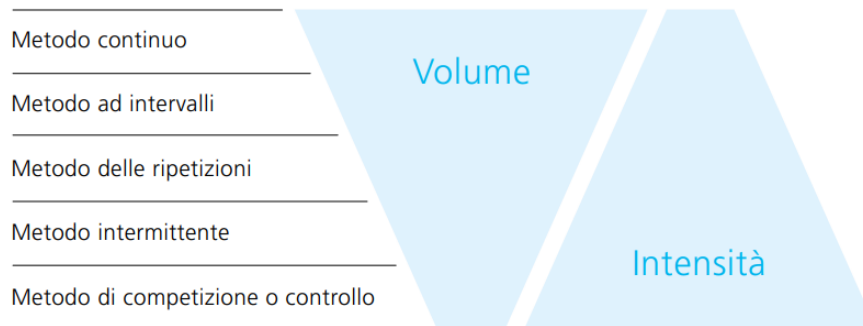 Metodo continuo
Volume
Metodo ad intervalli
Metodo delle ripetizioni
Metodo intermittente
Intensità
Metodo di competizione o controllo